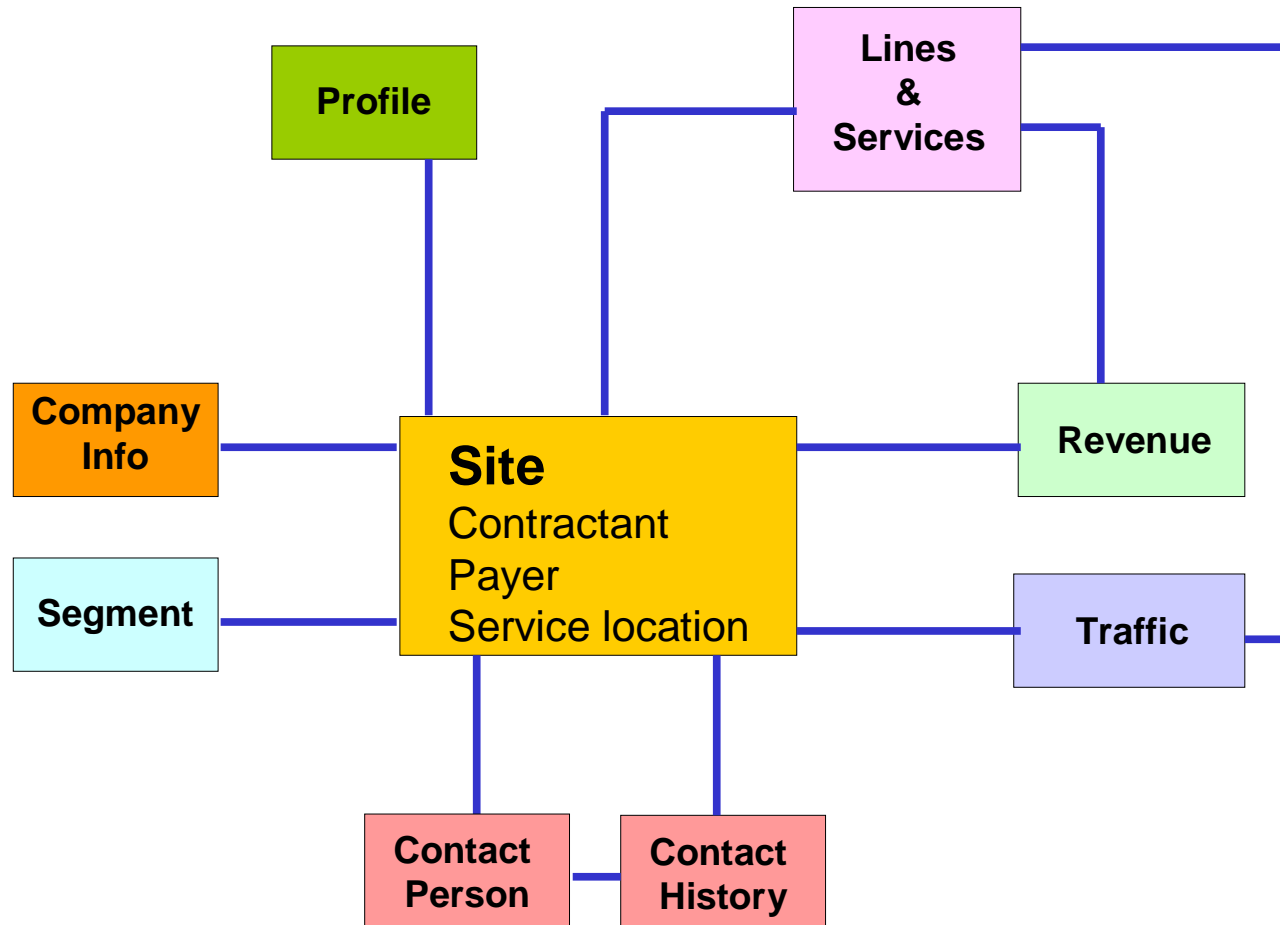 Lines
&
Services
Profile
Company
Info
Site
Contractant
Payer
Service location
Revenue
Segment
Traffic
Contact
Person
Contact
History